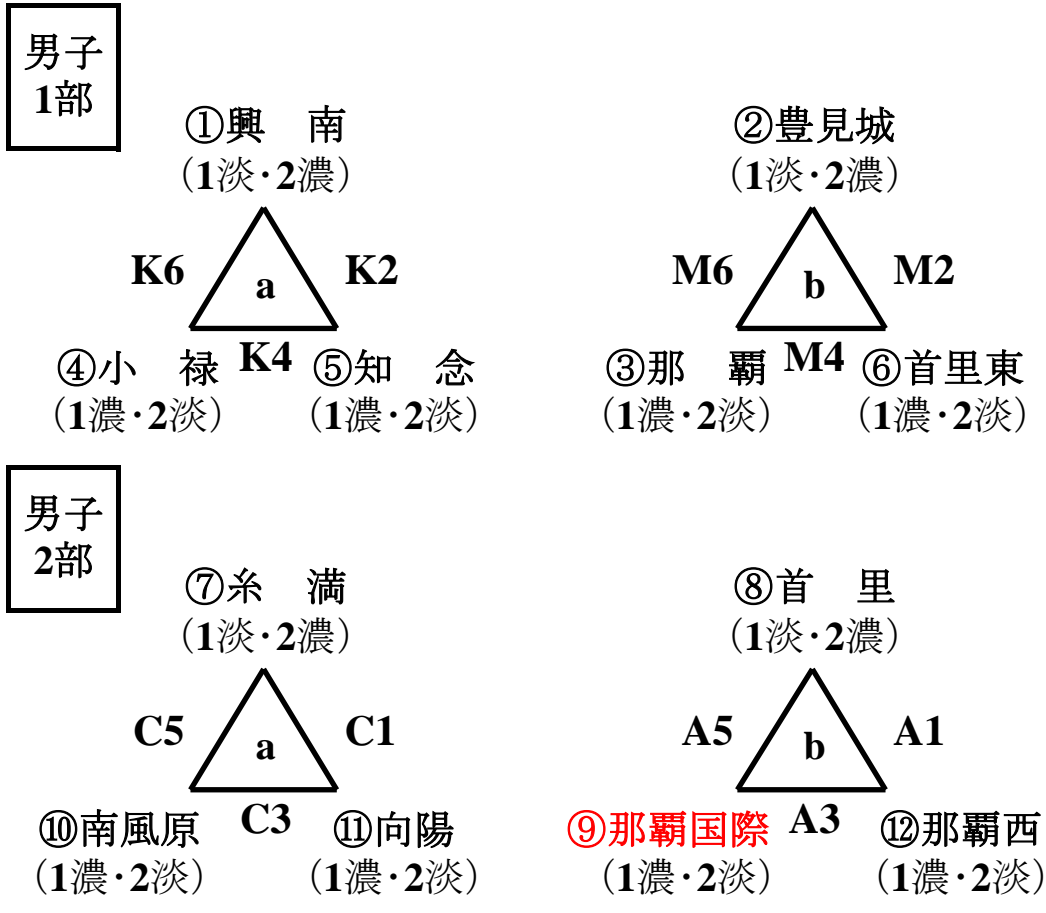 男子
1部
①興　南　②豊見城
（1淡・2濃）　（1淡・2濃）
K6　a　K2　M6　b　M2
④小　禄　K4　⑤知　念　③那　覇　M4　⑥首里東
（1濃・2淡）　（1濃・2淡）　（1濃・2淡）　（1濃・2淡）
男子
2部
⑦糸　満　⑧首　里
（1淡・2濃）　（1淡・2濃）
C5　a　C1　A5　b　A1
⑩南風原　C3　⑪向陽　⑨那覇国際　A3　⑫那覇西
（1濃・2淡）　（1濃・2淡）　（1濃・2淡）　（1濃・2淡）